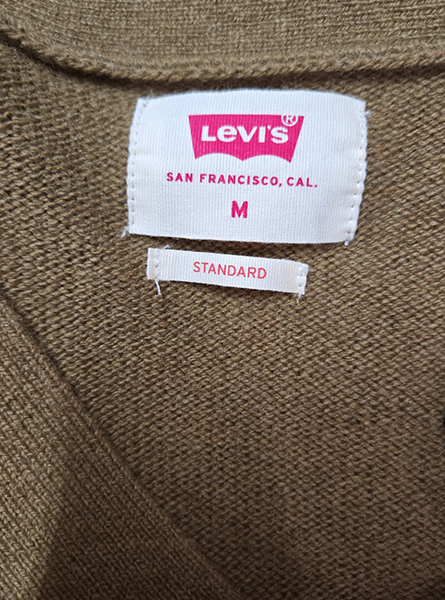 LEVI'S®
SAN FRANCISCO, CAL.
M
STANDARD